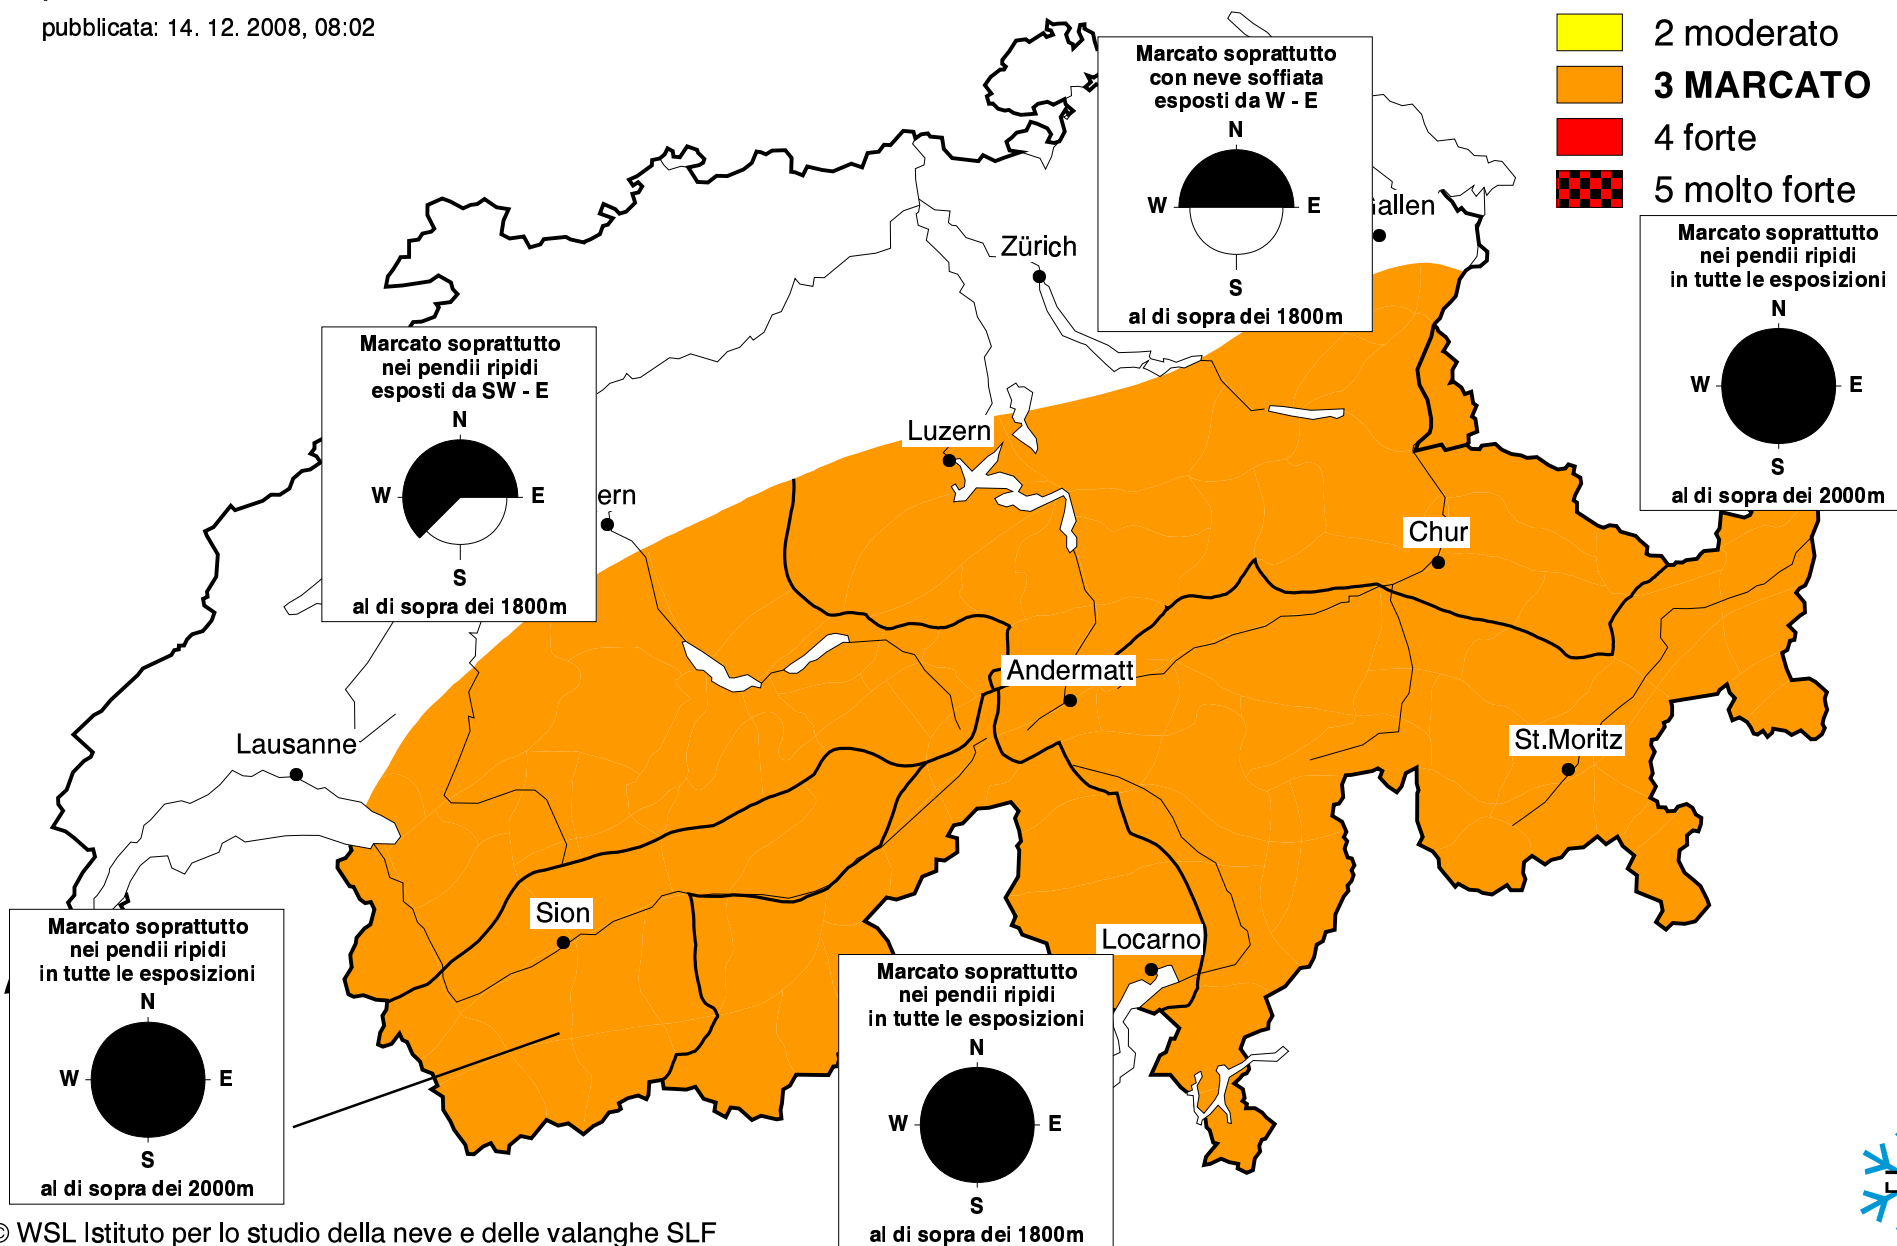 pubblicata: 14. 12. 2008, 08:02
2 moderato
3 MARCATO
4 forte
5 molto forte
Marcato soprattutto
con neve soffiata
esposti da W - E
N
W
E
S
al di sopra dei 1800m
Marcato soprattutto
nei pendii ripidi
in tutte le esposizioni
N
W
E
S
al di sopra dei 2000m
Zürich
Marcato soprattutto
nei pendii ripidi
esposti da SW - E
N
W
E
S
al di sopra dei 1800m
Luzern
Chur
Andermatt
St.Moritz
Lausanne
Sion
Locarno
Marcato soprattutto
nei pendii ripidi
in tutte le esposizioni
N
W
E
S
al di sopra dei 2000m
Marcato soprattutto
nei pendii ripidi
in tutte le esposizioni
N
W
E
S
al di sopra dei 1800m
© WSL Istituto per lo studio della neve e delle valanghe SLF